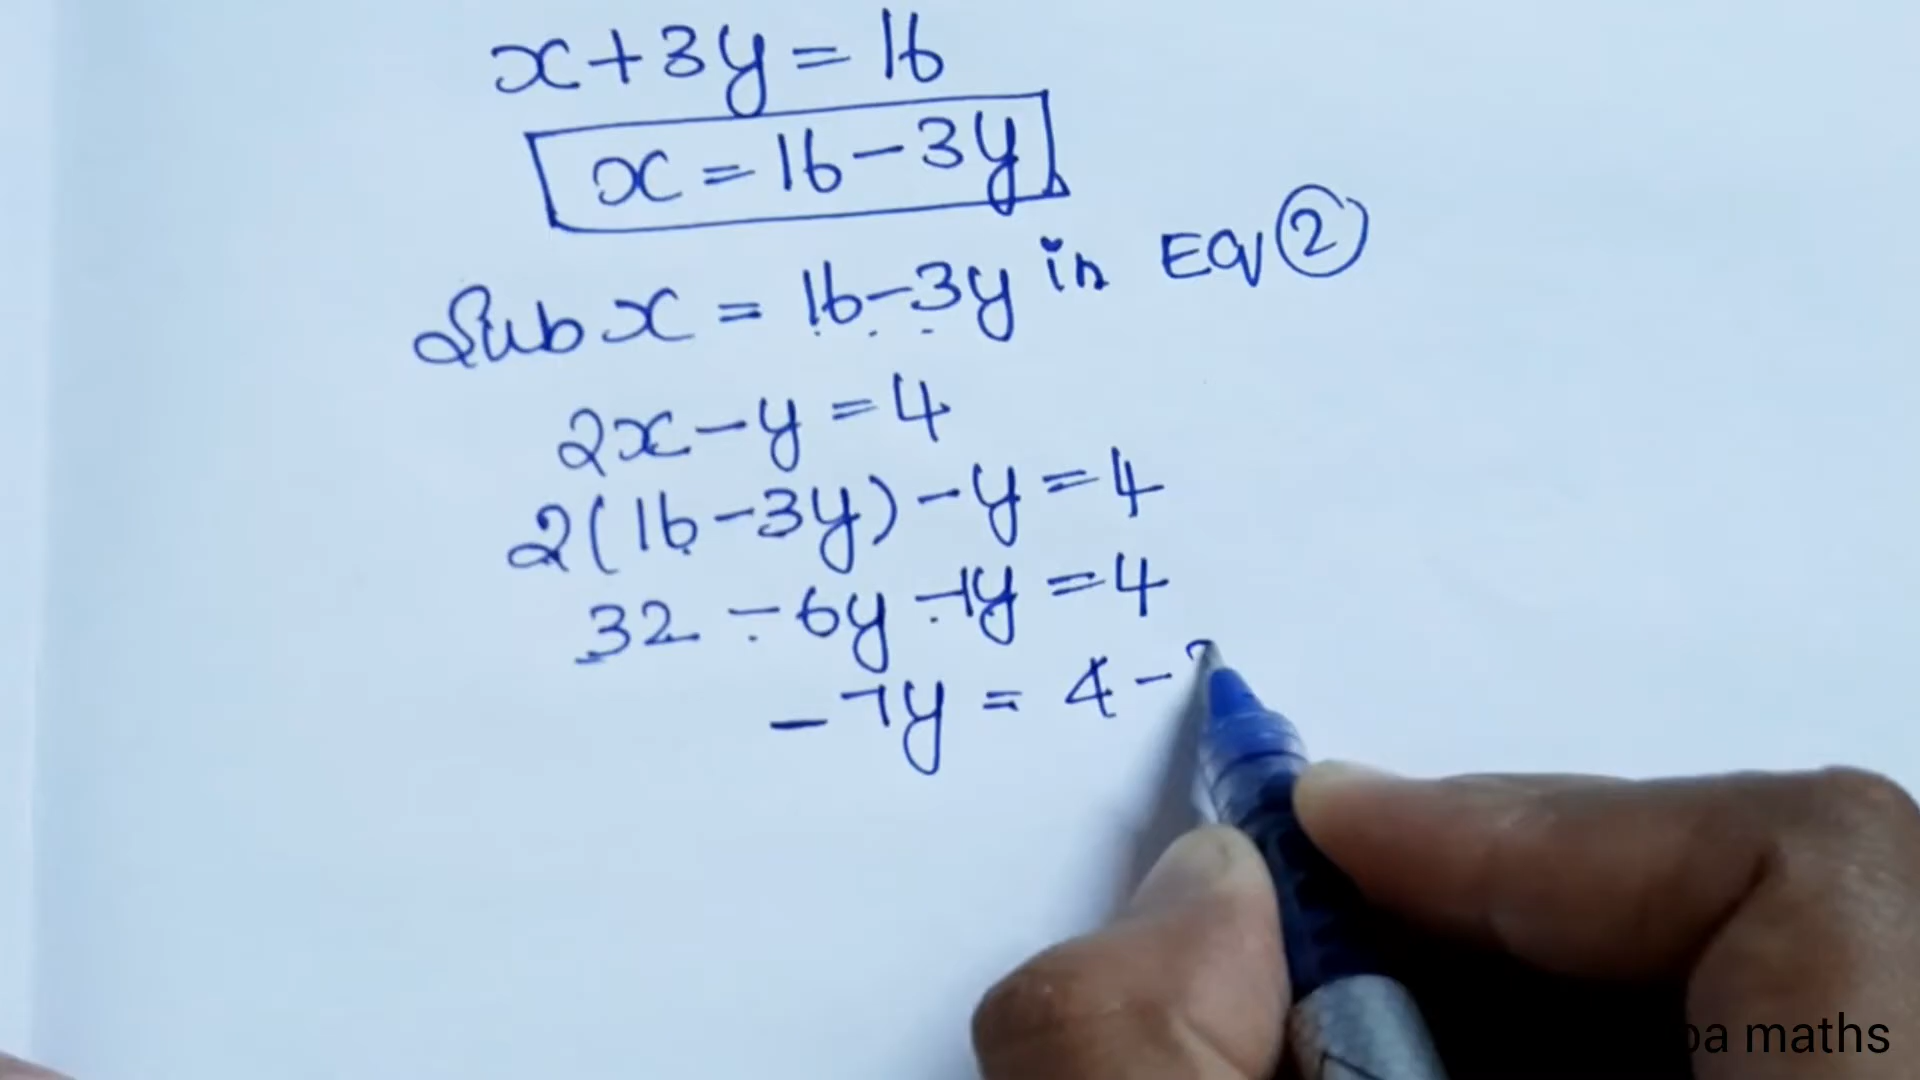 x+3y=16
x=16-3y
Sub x = 16-3y in EQ ②
2x-y=4
2(16-3y)-y=4
32 -6y -1y =4
-7y = 4 -
maths